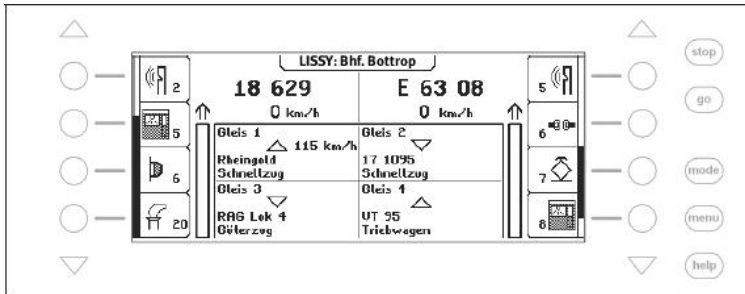 LISSY: Bhf. Bottrop
stop
2
18 629
E 63 08
5
go
0 km/h
0 km/h
5
Gleis 1
Gleis 2
6
115 km/h
Rheingold
17 1095
6
Schnellzug
Schnellzug
7
mode
Gleis 3
Gleis 4
RAG Lok 4
VT 95
20
Güterzug
Triebwagen
8
menu
help